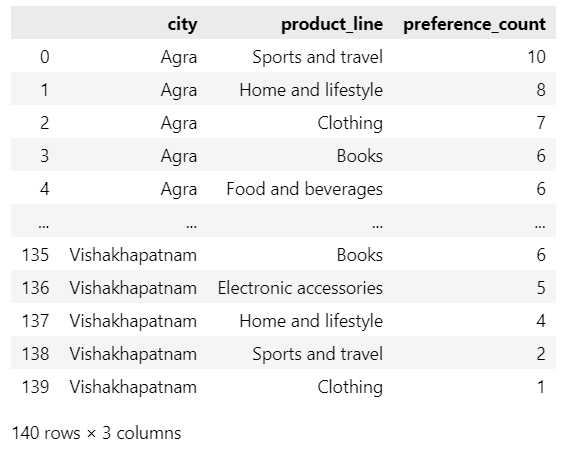 city product_line preference_count
0 Agra Sports and travel 10
1 Agra Home and lifestyle 8
2 Agra Clothing 7
3 Agra Books 6
4 Agra Food and beverages 6
... ... ... ...
135 Vishakhapatnam Books 6
136 Vishakhapatnam Electronic accessories 5
137 Vishakhapatnam Home and lifestyle 4
138 Vishakhapatnam Sports and travel 2
139 Vishakhapatnam Clothing 1
140 rows × 3 columns